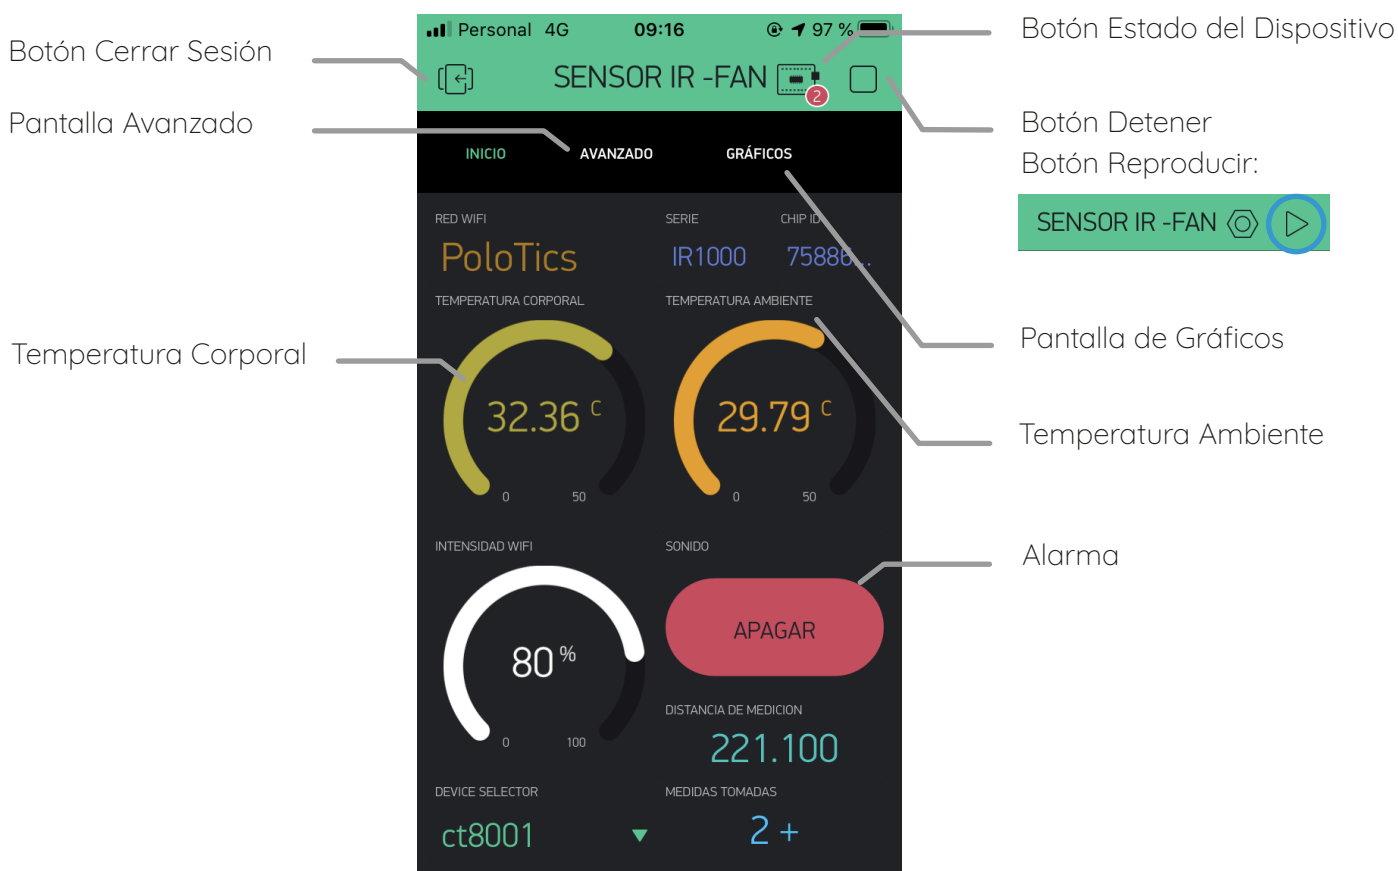 Personal 4G 09:16 97 %
Botón Estado del Dispositivo
Botón Cerrar Sesión
SENSOR IR -FAN
2
Pantalla Avanzado
Botón Detener
Botón Reproducir:
INICIO AVANZADO GRÁFICOS
SENSOR IR -FAN
RED WIFI SERIE CHIP ID
PoloTics IR1000 75886...
TEMPERATURA CORPORAL TEMPERATURA AMBIENTE
Pantalla de Gráficos
Temperatura Corporal
32.36 C 29.79 C
Temperatura Ambiente
0 50 0 50
INTENSIDAD WIFI SONIDO
Alarma
APAGAR
80 %
DISTANCIA DE MEDICION
0 100
221.100
DEVICE SELECTOR MEDIDAS TOMADAS
ct8001 2 +